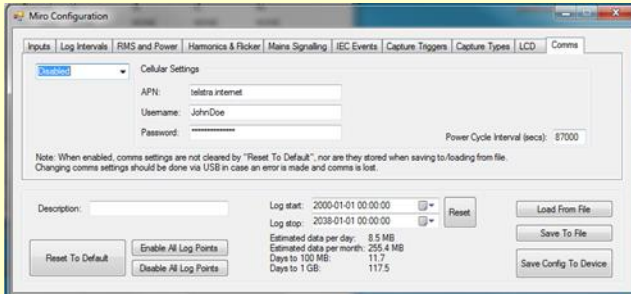 Miro Configuration
Inputs Log Intervals RMS and Power Harmonics & Flicker Mains Signalling IEC Events Capture Triggers Capture Types LCD Comms
Disabled
Cellular Settings
APN: telstra.internet
Username: JohnDoe
Password: ***************
Power Cycle Interval (secs): 87000
Note: When enabled, comms settings are not cleared by "Reset To Default", nor are they stored when saving to/loading from file.
Changing comms settings should be done via USB in case an error is made and comms is lost.
Description:
Log start: 2000-01-01 00:00:00
Log stop: 2038-01-01 00:00:00
Reset
Estimated data per day: 8.5 MB
Estimated data per month: 255.4 MB
Days to 100 MB: 11.7
Days to 1 GB: 117.5
Reset To Default
Enable All Log Points
Disable All Log Points
Load From File
Save To File
Save Config To Device